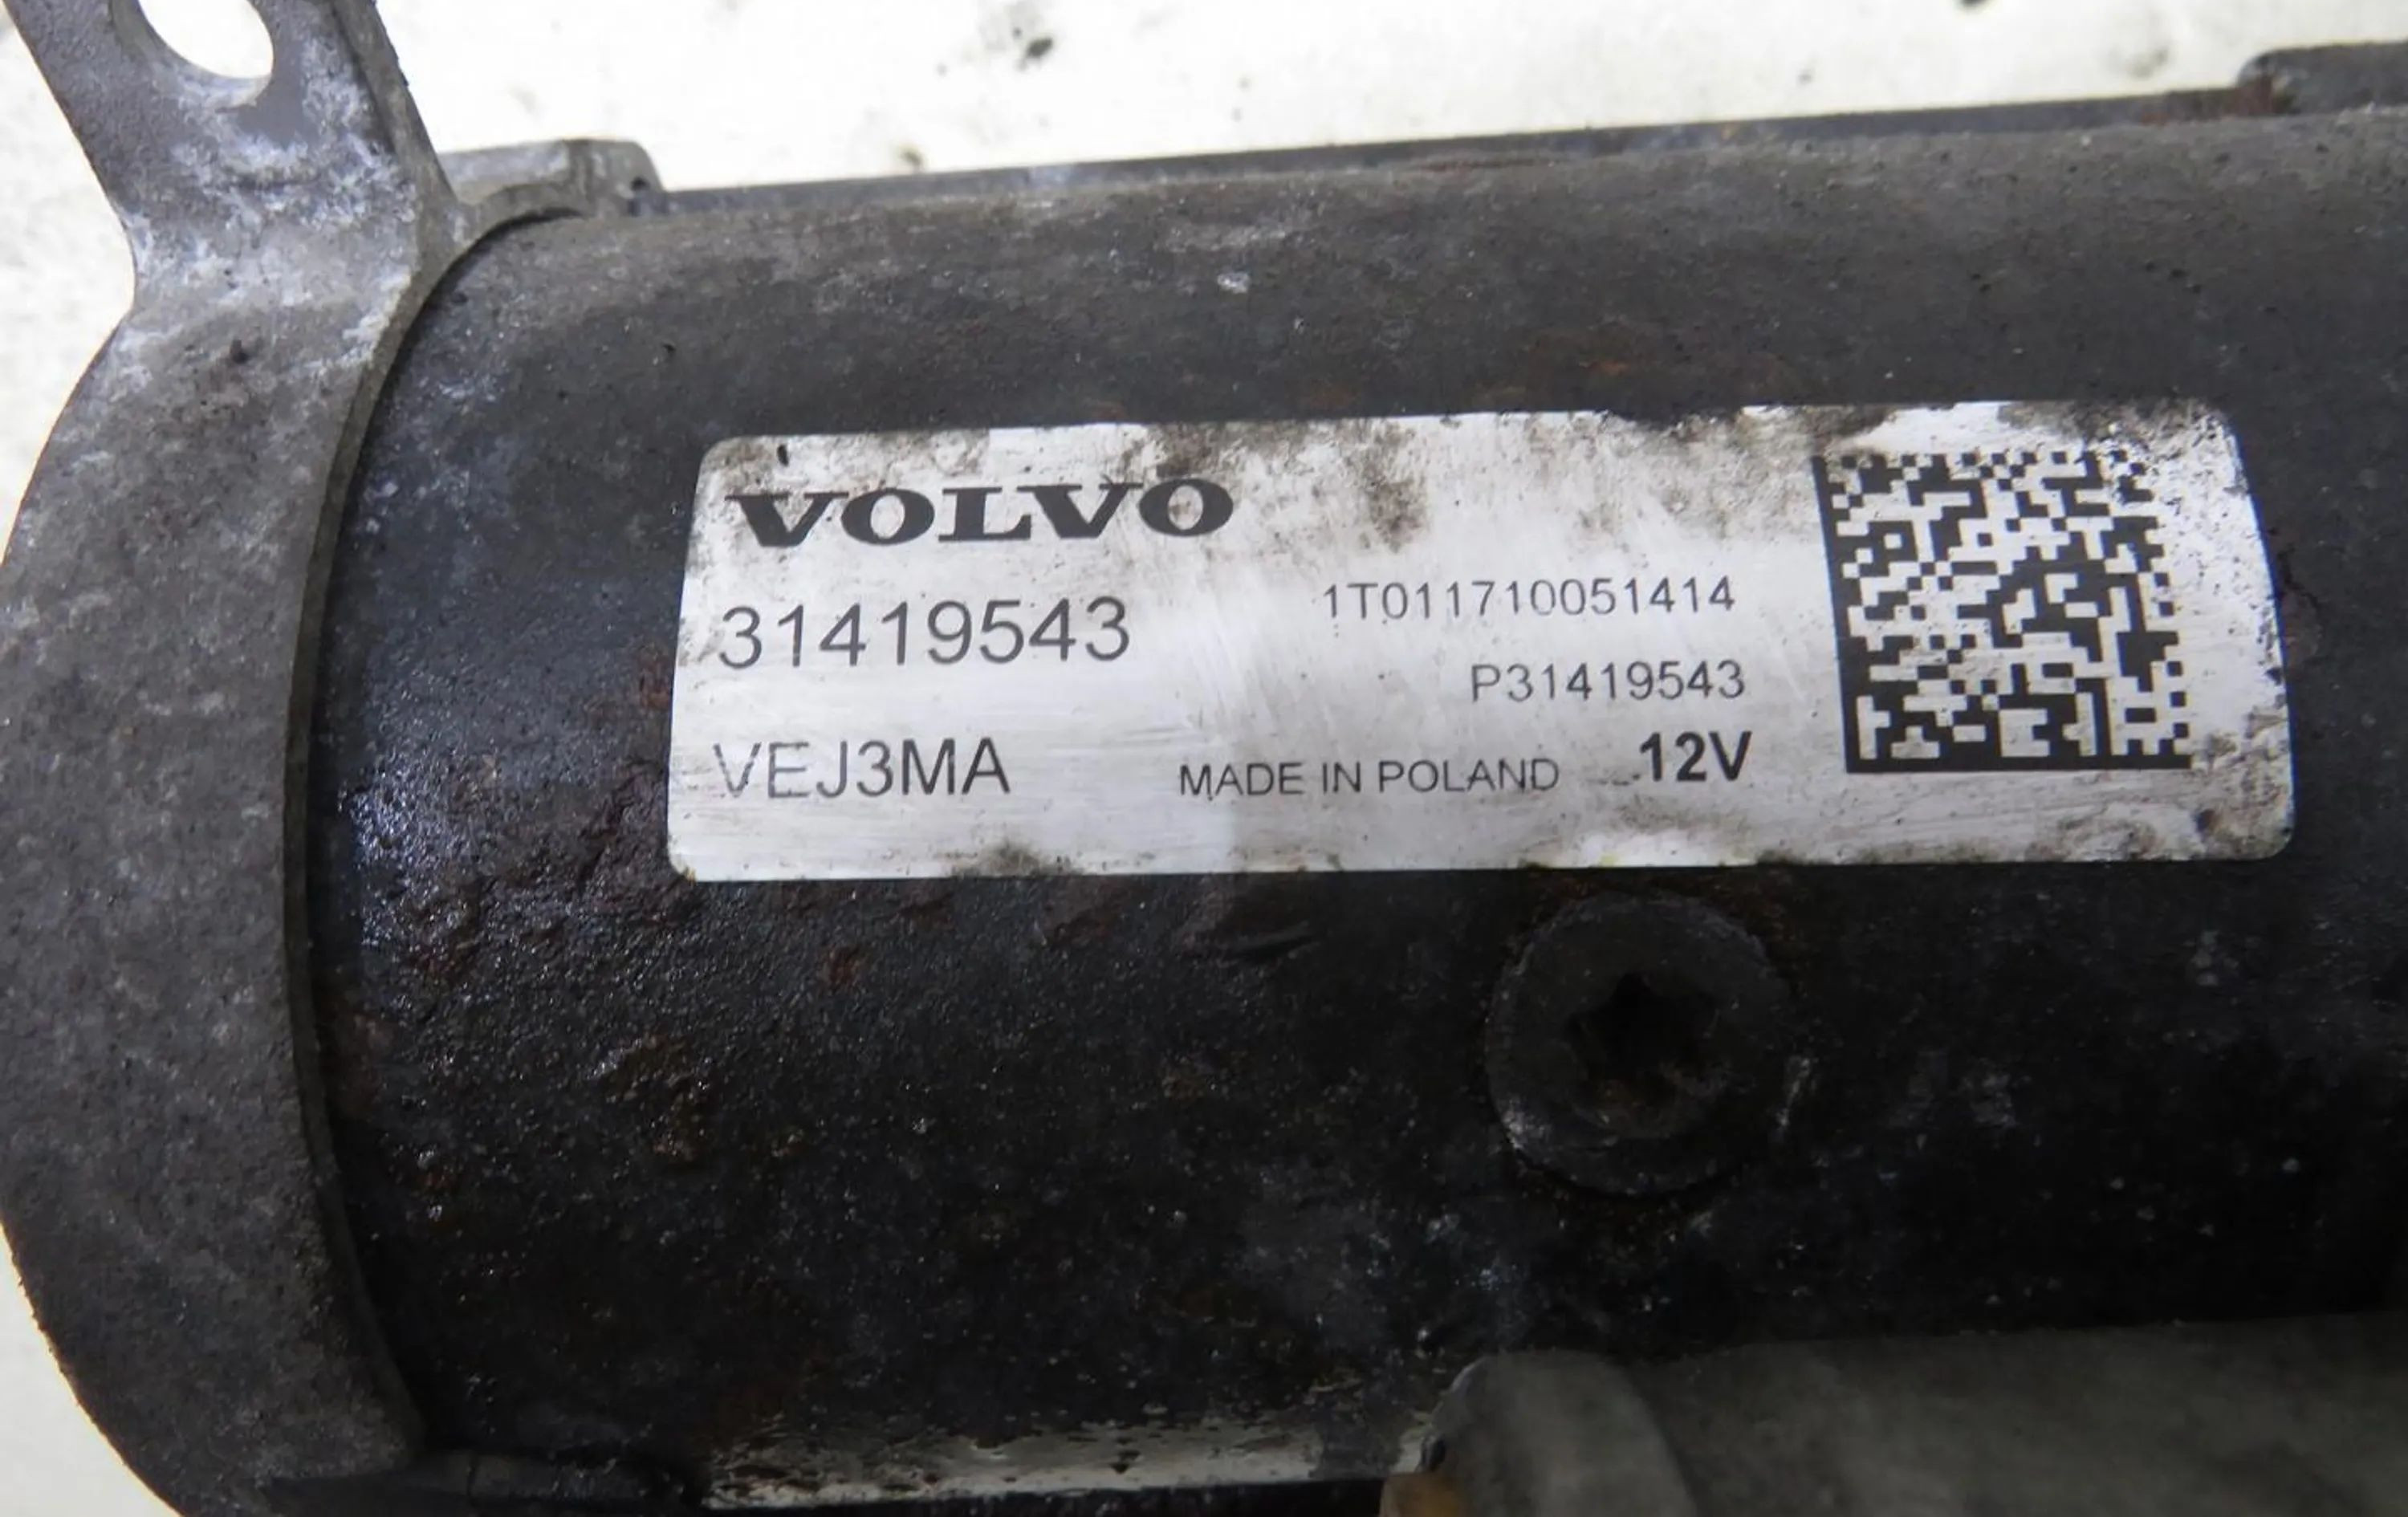 VOLVO
31419543
1T011710051414
P31419543
VEJ3MA
MADE IN POLAND
12V